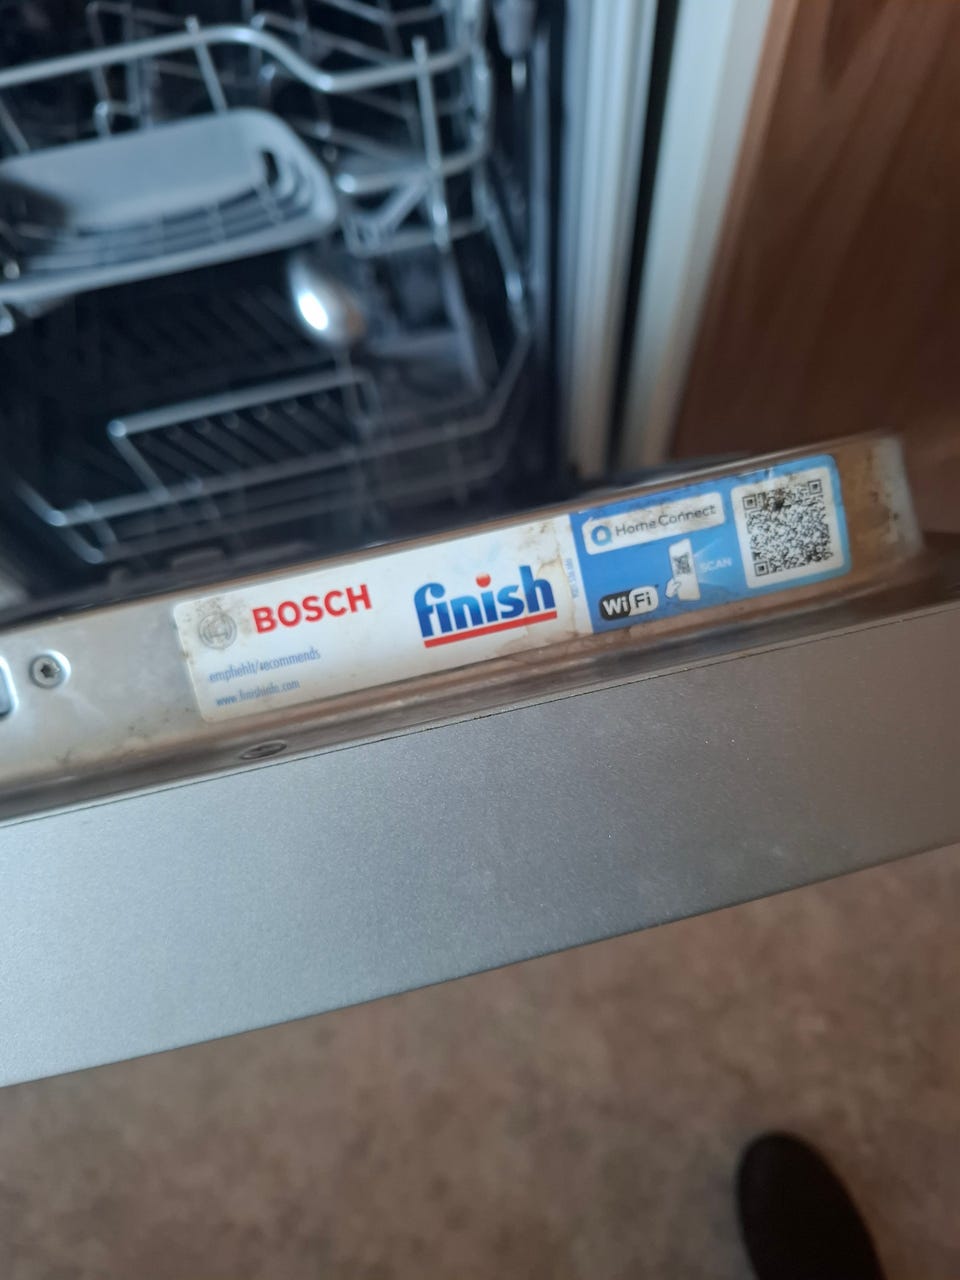 BOSCH
empfiehlt/recommends
www.finishinfo.com
finish
Home Connect
SCAN
WiFi